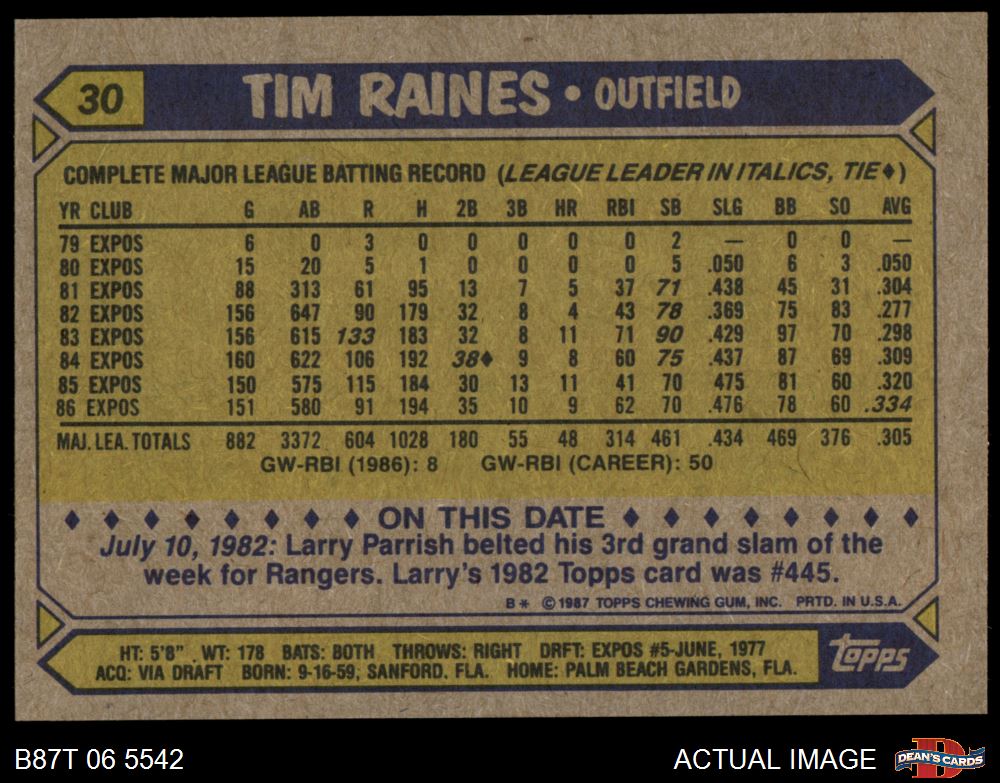 30 TIM RAINES • OUTFIELD
COMPLETE MAJOR LEAGUE BATTING RECORD (LEAGUE LEADER IN ITALICS, TIE♦)
YR CLUB G AB R H 2B 3B HR RBI SB SLG BB SO AVG
79 EXPOS 6 0 3 0 0 0 0 0 2 — 0 0 —
80 EXPOS 15 20 5 1 0 0 0 0 5 .050 6 3 .050
81 EXPOS 88 313 61 95 13 7 5 37 71 .438 45 31 .304
82 EXPOS 156 647 90 179 32 8 4 43 78 .369 75 83 .277
83 EXPOS 156 615 133 183 32 8 11 71 90 .429 97 70 .298
84 EXPOS 160 622 106 192 38♦ 9 8 60 75 .437 87 69 .309
85 EXPOS 150 575 115 184 30 13 11 41 70 475 81 60 .320
86 EXPOS 151 580 91 194 35 10 9 62 70 .476 78 60 .334
MAJ. LEA. TOTALS 882 3372 604 1028 180 55 48 314 461 .434 469 376 .305
GW-RBI (1986): 8 GW-RBI (CAREER): 50
♦ ♦ ♦ ♦ ♦ ♦ ♦ ♦ ON THIS DATE ♦ ♦ ♦ ♦ ♦ ♦ ♦ ♦
July 10, 1982: Larry Parrish belted his 3rd grand slam of the
week for Rangers. Larry's 1982 Topps card was #445.
B* ©1987 TOPPS CHEWING GUM, INC. PRTD. IN U.S.A.
HT: 5'8" WT: 178 BATS: BOTH THROWS: RIGHT DRFT: EXPOS #5-JUNE, 1977
ACQ: VIA DRAFT BORN: 9-16-59, SANFORD. FLA. HOME: PALM BEACH GARDENS, FLA.
Topps
B87T 06 5542 ACTUAL IMAGE D DEAN'S CARDS